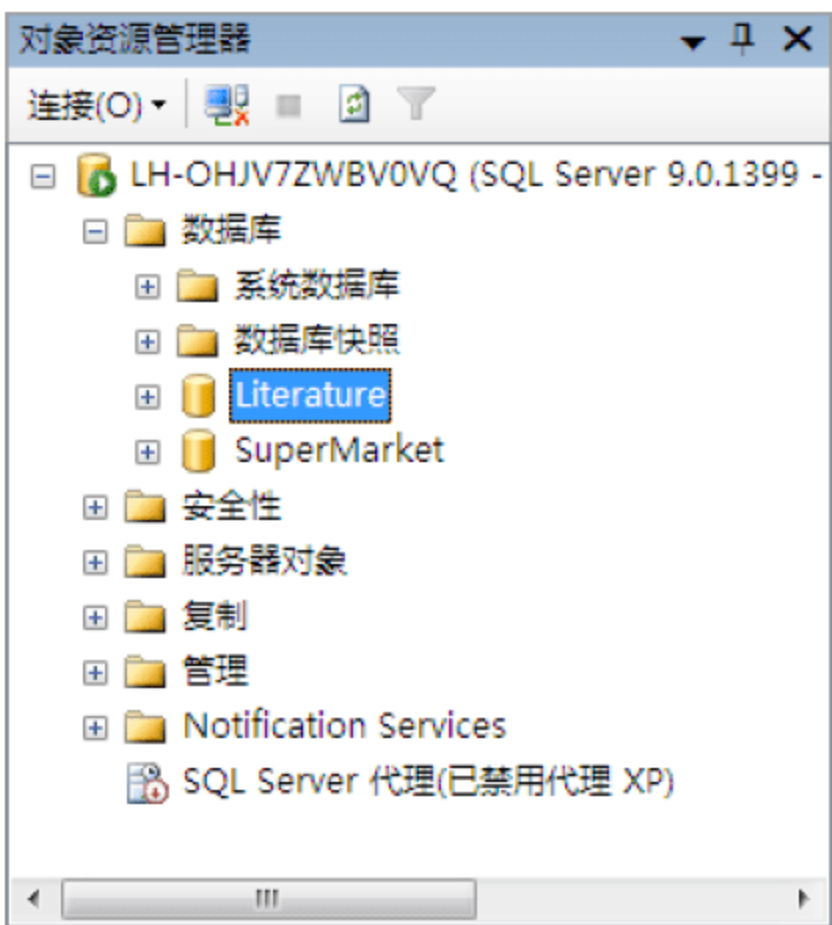 对象资源管理器
连接(O)
LH-OHJV7ZWBV0VQ (SQL Server 9.0.1399 -
数据库
系统数据库
数据库快照
Literature
SuperMarket
安全性
服务器对象
复制
管理
Notification Services
SQL Server 代理(已禁用代理 XP)